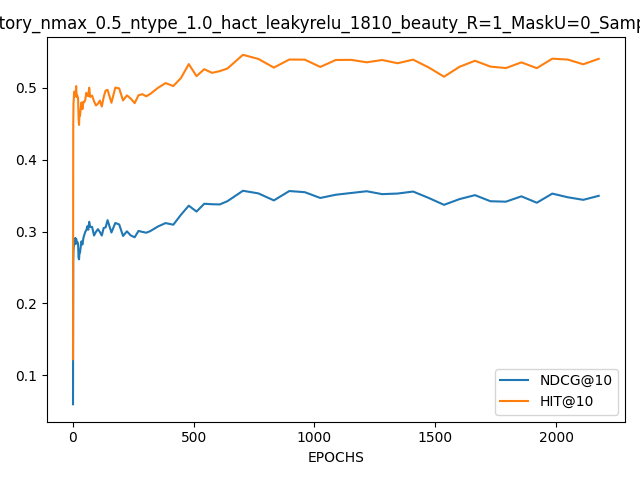 tory_nmax_0.5_ntype_1.0_hact_leakyrelu_1810_beauty_R=1_MaskU=0_Samp
0.5
0.4
0.3
0.2
0.1
NDCG@10
HIT@10
0 500 1000 1500 2000
EPOCHS